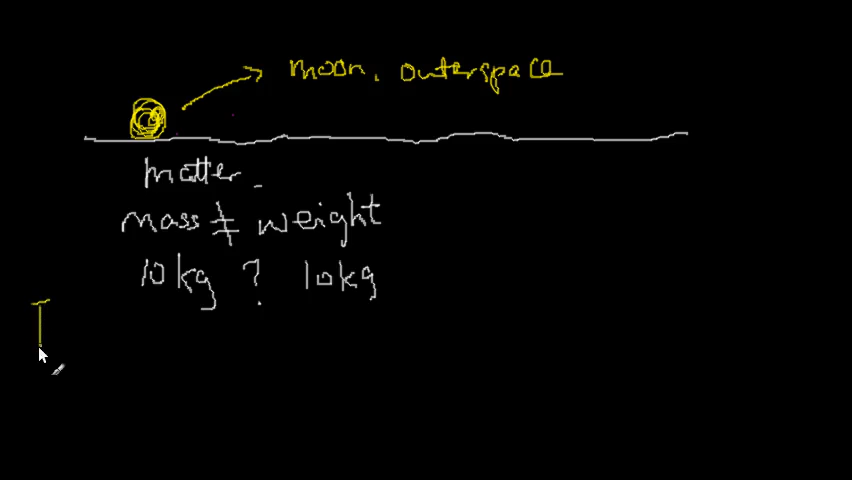 moon. outerspace
matter.
mass ≠ weight
10kg ? 10kg